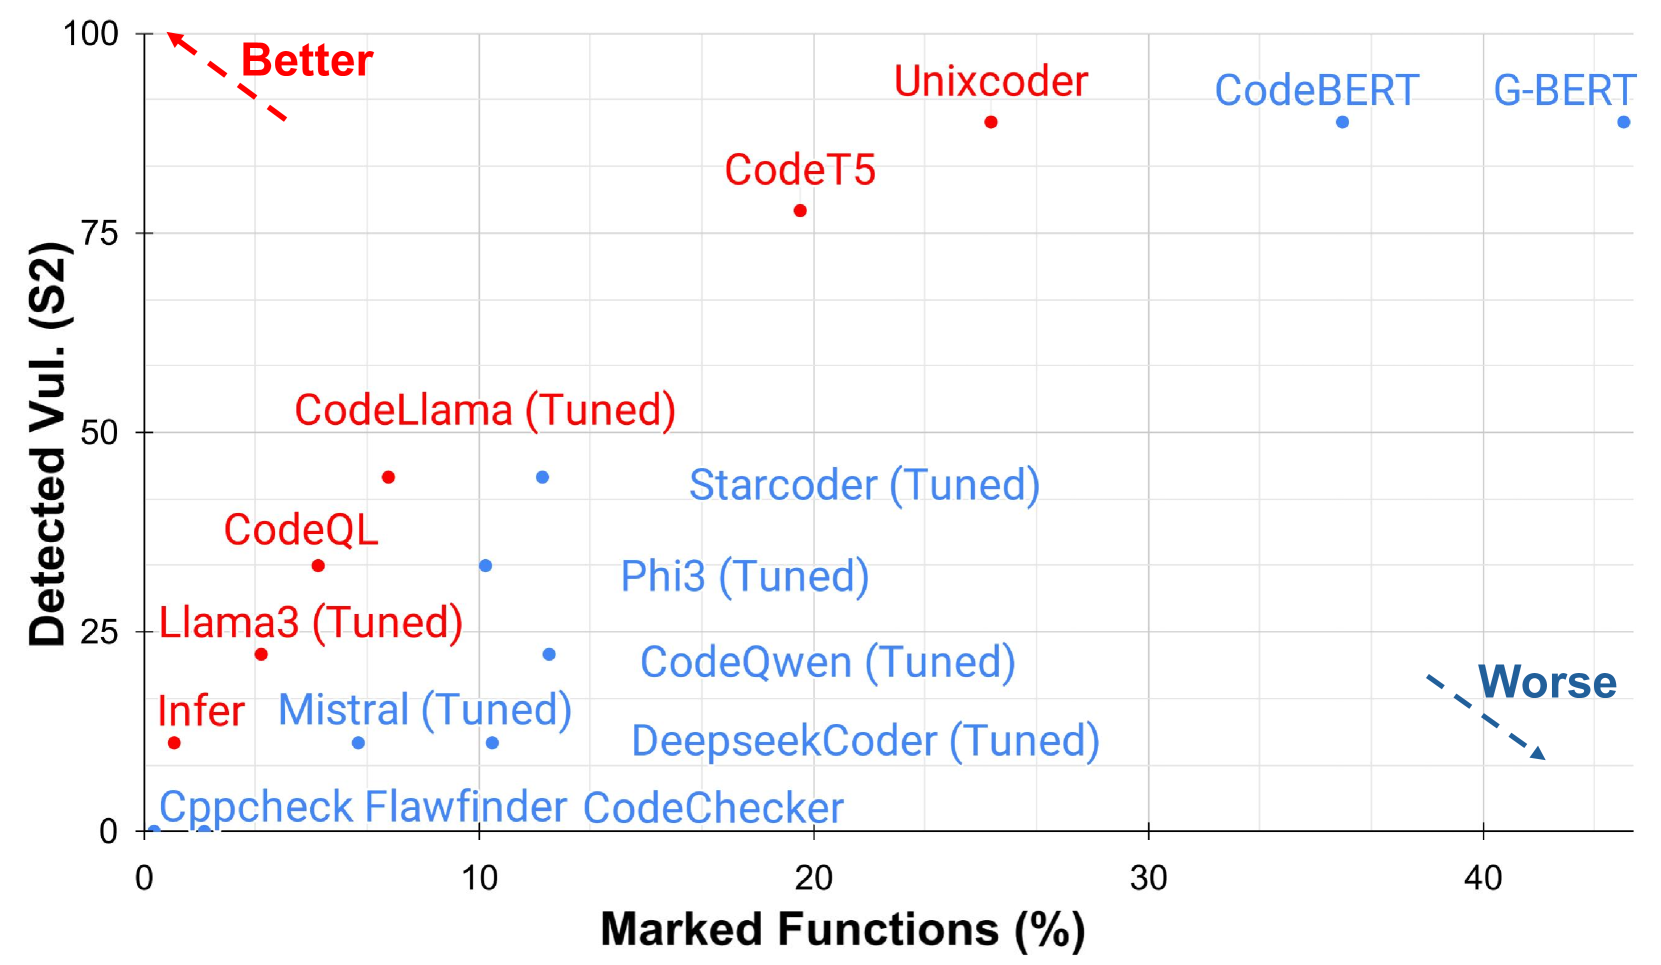 100
Better
Unixcoder
CodeBERT
G-BERT
CodeT5
75
Detected Vul. (S2)
CodeLlama (Tuned)
50
Starcoder (Tuned)
CodeQL
Phi3 (Tuned)
Llama3 (Tuned)
25
CodeQwen (Tuned)
Worse
Infer
Mistral (Tuned)
DeepseekCoder (Tuned)
Cppcheck Flawfinder CodeChecker
0
0 10 20 30 40
Marked Functions (%)